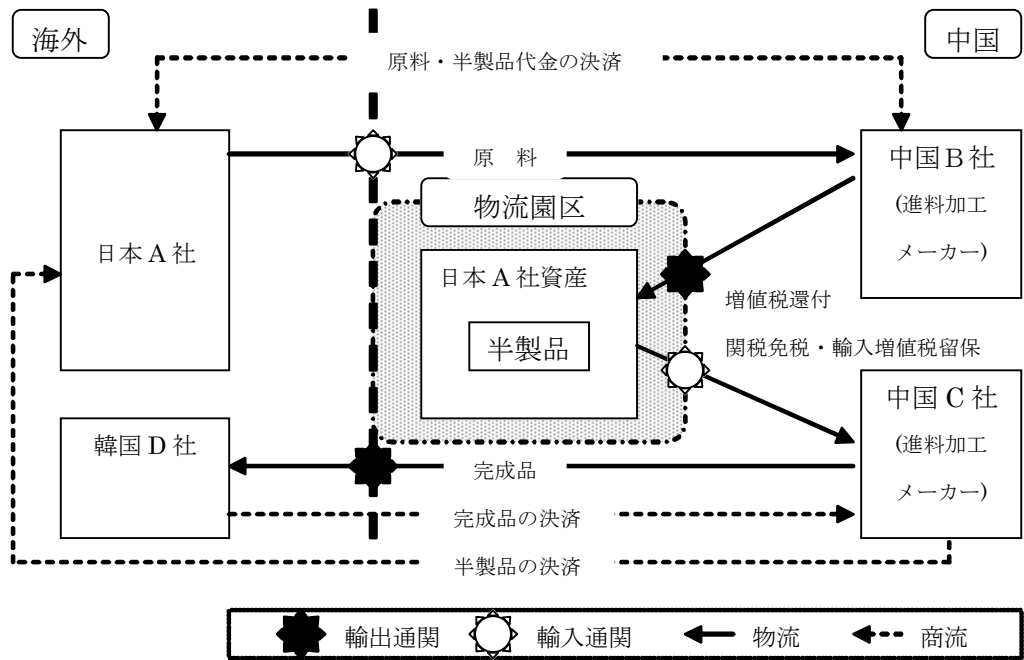 海外
中国
原料・半製品代金の決済
日本A社
原　料
中国B社
(進料加工
メーカー)
物流園区
日本A社資産
半製品
増値税還付
関税免税・輸入増値税留保
韓国D社
完成品
中国C社
(進料加工
メーカー)
完成品の決済
半製品の決済
輸出通関
輸入通関
物流
商流